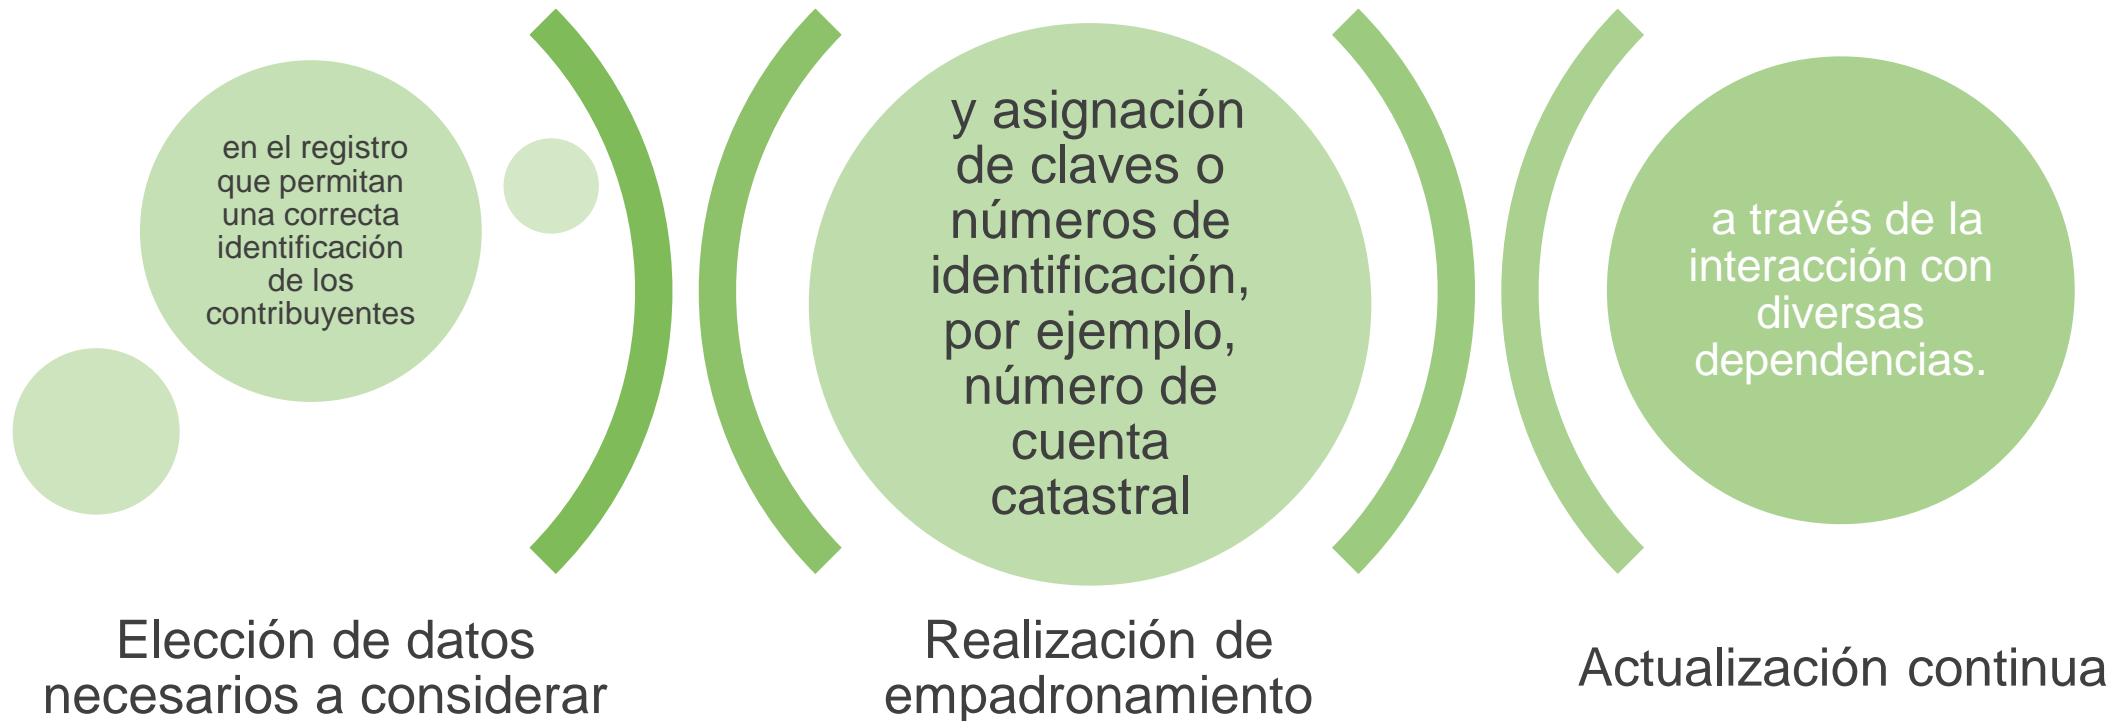 en el registro
que permitan
una correcta
identificación
de los
contribuyentes
Elección de datos
necesarios a considerar
y asignación
de claves o
números de
identificación,
por ejemplo,
número de
cuenta
catastral
Realización de
empadronamiento
a través de la
interacción con
diversas
dependencias.
Actualización continua